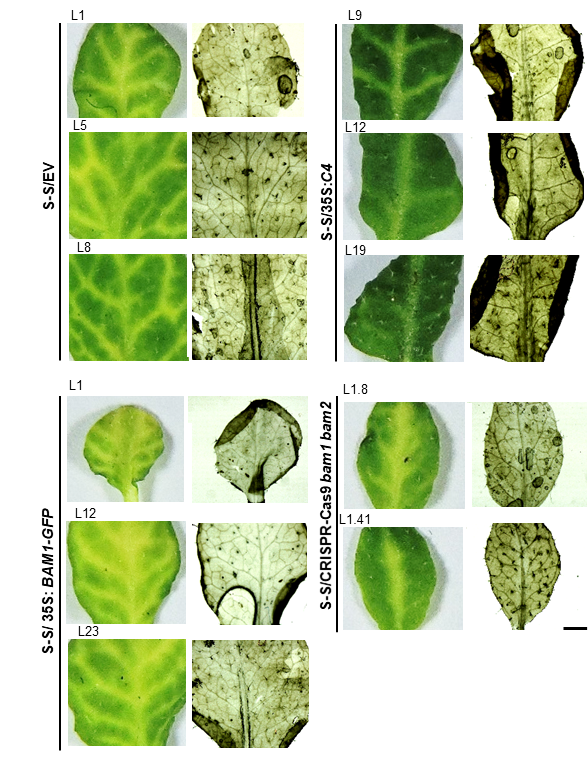 S-S/EV
L1
L5
L8
S-S/35S:C4
L9
L12
L19
S-S/ 35S: BAM1-GFP
L1
L12
L23
S-S/CRISPR-Cas9 bam1 bam2
L1.8
L1.41